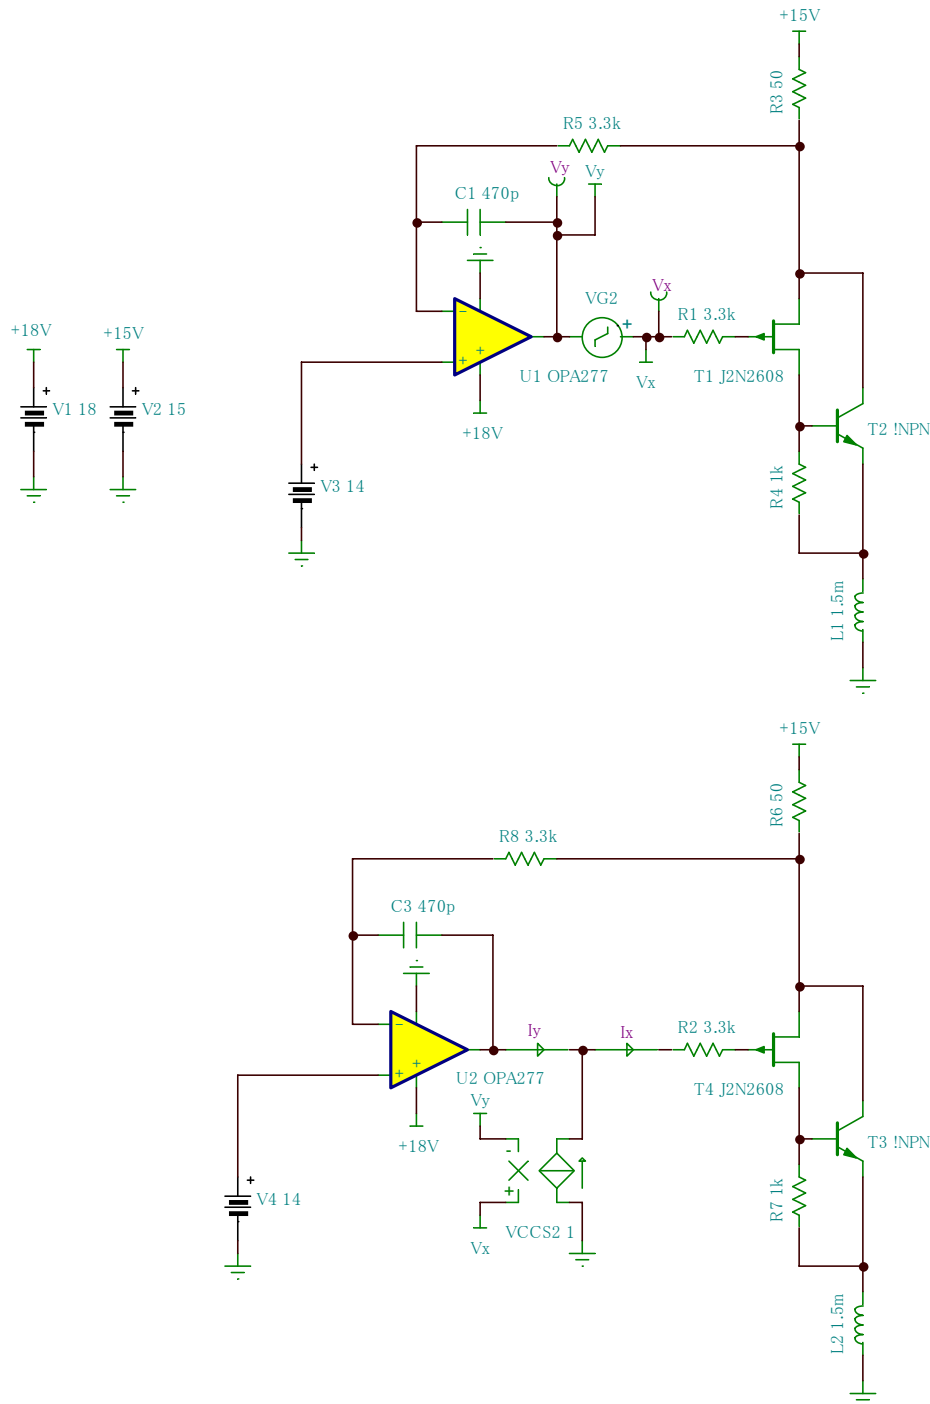 +15V
R3 50
R5 3.3k
Vy
Vy
C1 470p
VG2
Vx
R1 3.3k
+18V
+15V
U1 OPA277
Vx
T1 J2N2608
V1 18
V2 15
+18V
T2 !NPN
V3 14
R4 1k
L1 1.5m
+15V
R6 50
R8 3.3k
C3 470p
Iy
Ix
R2 3.3k
U2 OPA277
T4 J2N2608
Vy
+18V
T3 !NPN
V4 14
R7 1k
VCCS2 1
Vx
L2 1.5m